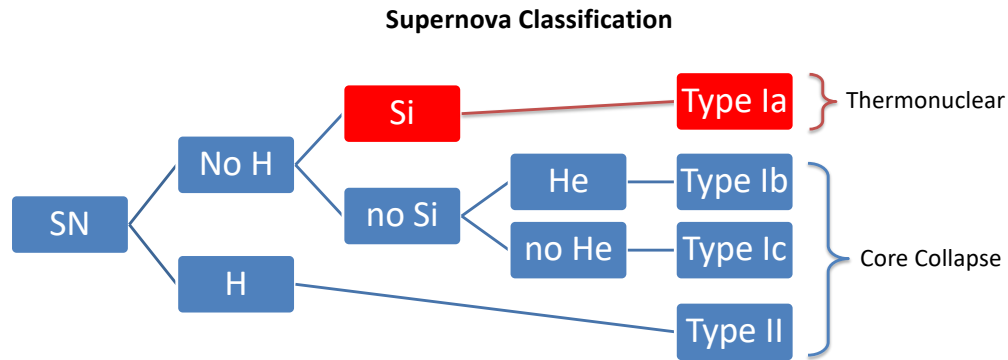 Supernova Classification
Si
Type Ia
Thermonuclear
No H
He
Type Ib
SN
no Si
no He
Type Ic
Core Collapse
H
Type II